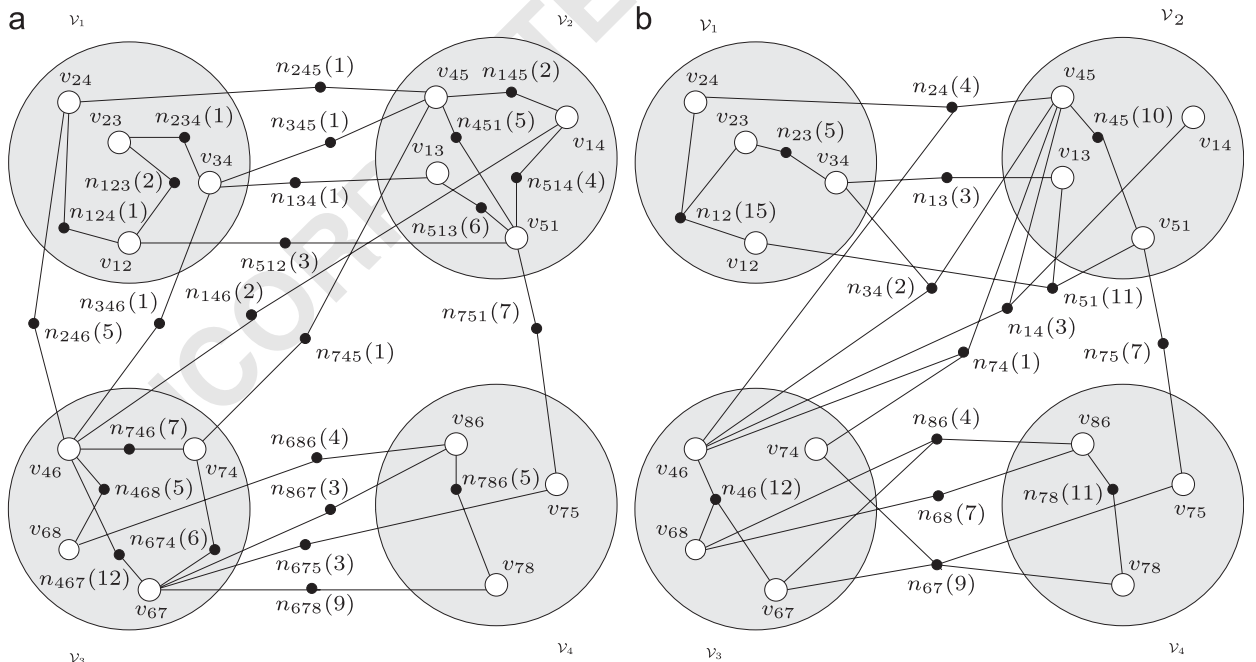 a
𝒱₁
𝒱₂
v₂₄
n₂₄₅(1)
v₄₅
n₁₄₅(2)
v₂₃
n₂₃₄(1)
n₃₄₅(1)
n₄₅₁(5)
v₁₄
v₃₄
v₁₃
n₁₂₃(2)
n₁₃₄(1)
n₅₁₄(4)
n₁₂₄(1)
n₅₁₃(6)
v₅₁
v₁₂
n₅₁₂(3)
n₃₄₆(1)
n₁₄₆(2)
n₂₄₆(5)
n₇₅₁(7)
n₇₄₅(1)
v₄₆
n₇₄₆(7)
v₇₄
n₆₈₆(4)
v₈₆
n₄₆₈(5)
n₈₆₇(3)
n₇₈₆(5)
v₆₈
n₆₇₄(6)
v₇₅
n₄₆₇(12)
n₆₇₅(3)
v₇₈
v₆₇
n₆₇₈(9)
𝒱₃
𝒱₄
b
𝒱₁
𝒱₂
v₂₄
n₂₄(4)
v₄₅
v₂₃
n₂₃(5)
n₄₅(10)
v₁₄
v₃₄
v₁₃
n₁₃(3)
n₁₂(15)
v₅₁
v₁₂
n₃₄(2)
n₅₁(11)
n₁₄(3)
n₇₄(1)
n₇₅(7)
v₄₆
v₇₄
n₈₆(4)
v₈₆
n₄₆(12)
n₇₈(11)
v₆₈
n₆₈(7)
v₇₅
n₆₇(9)
v₇₈
v₆₇
𝒱₃
𝒱₄